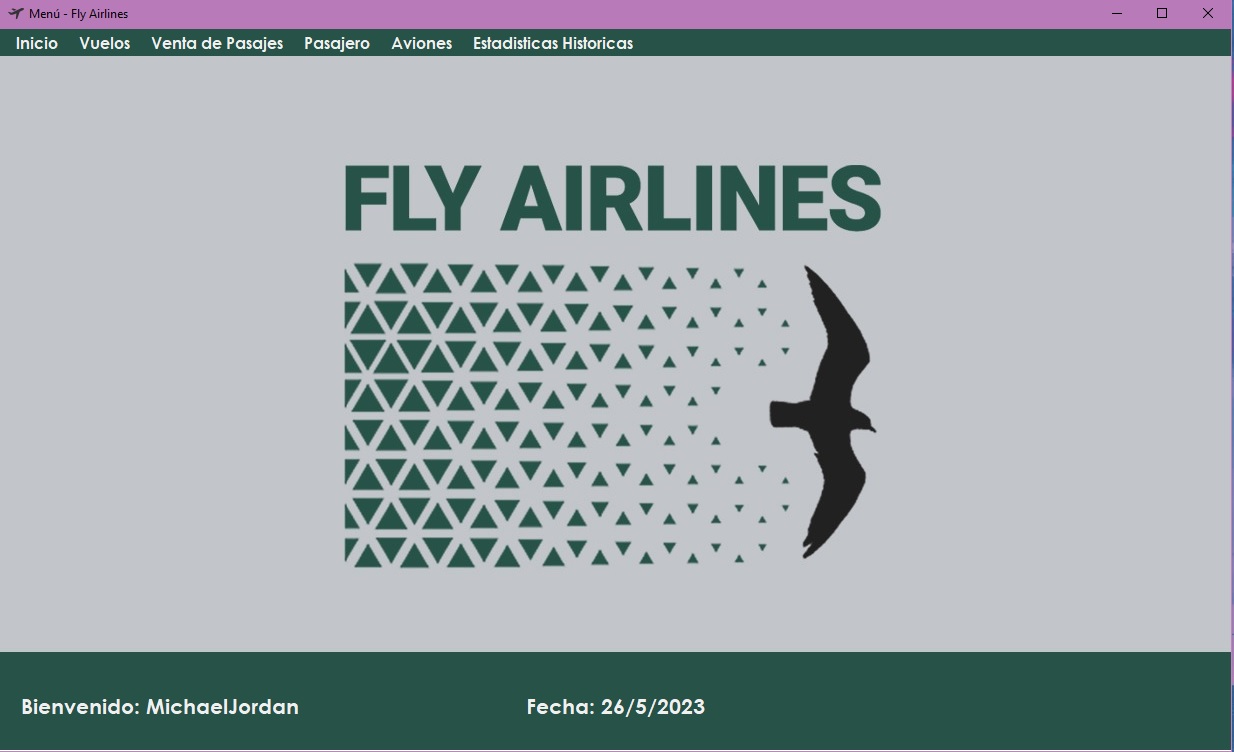 Menú - Fly Airlines
Inicio Vuelos Venta de Pasajes Pasajero Aviones Estadisticas Historicas
FLY AIRLINES
Bienvenido: MichaelJordan Fecha: 26/5/2023